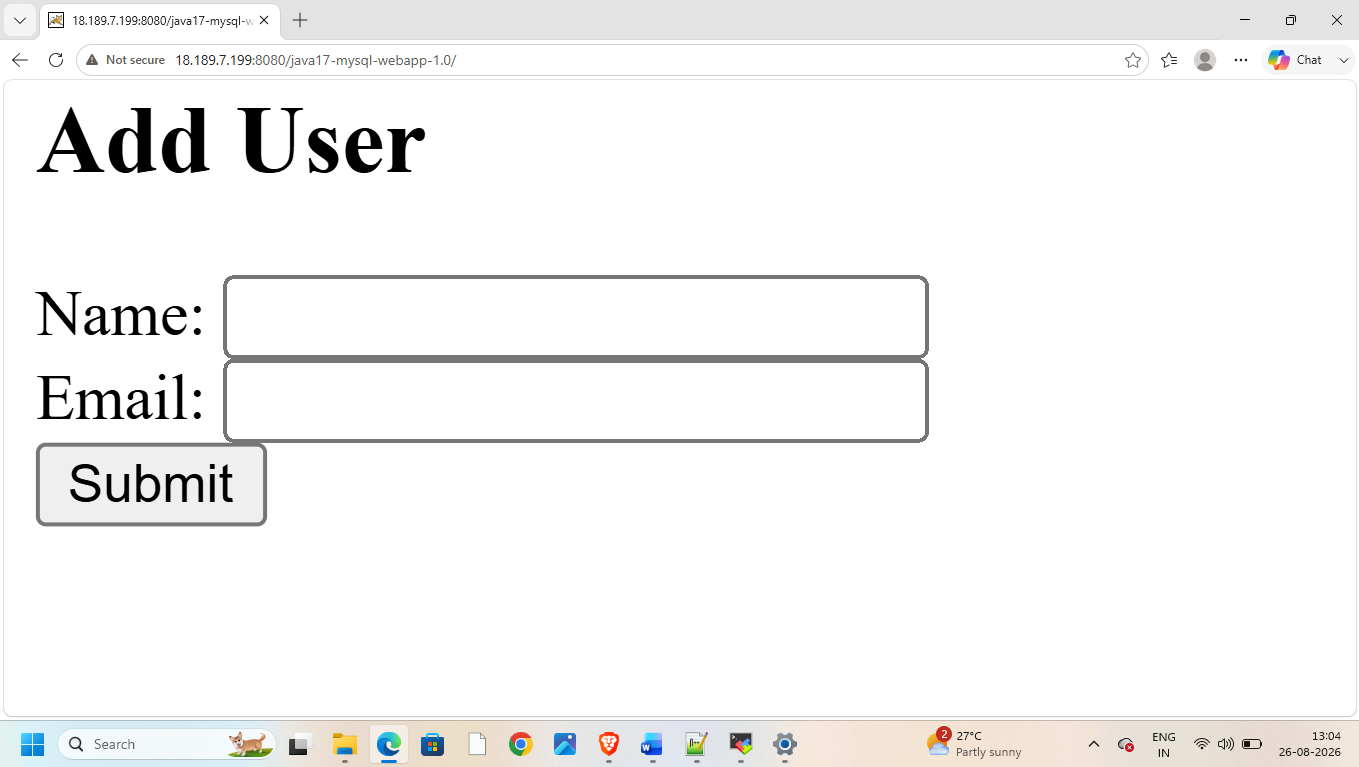 18.189.7.199:8080/java17-mysql-w
Not secure 18.189.7.199:8080/java17-mysql-webapp-1.0/
Chat
Add User
Name:
Email:
Submit
Search
2
27°C
Partly sunny
ENG
IN
13:04
26-08-2026